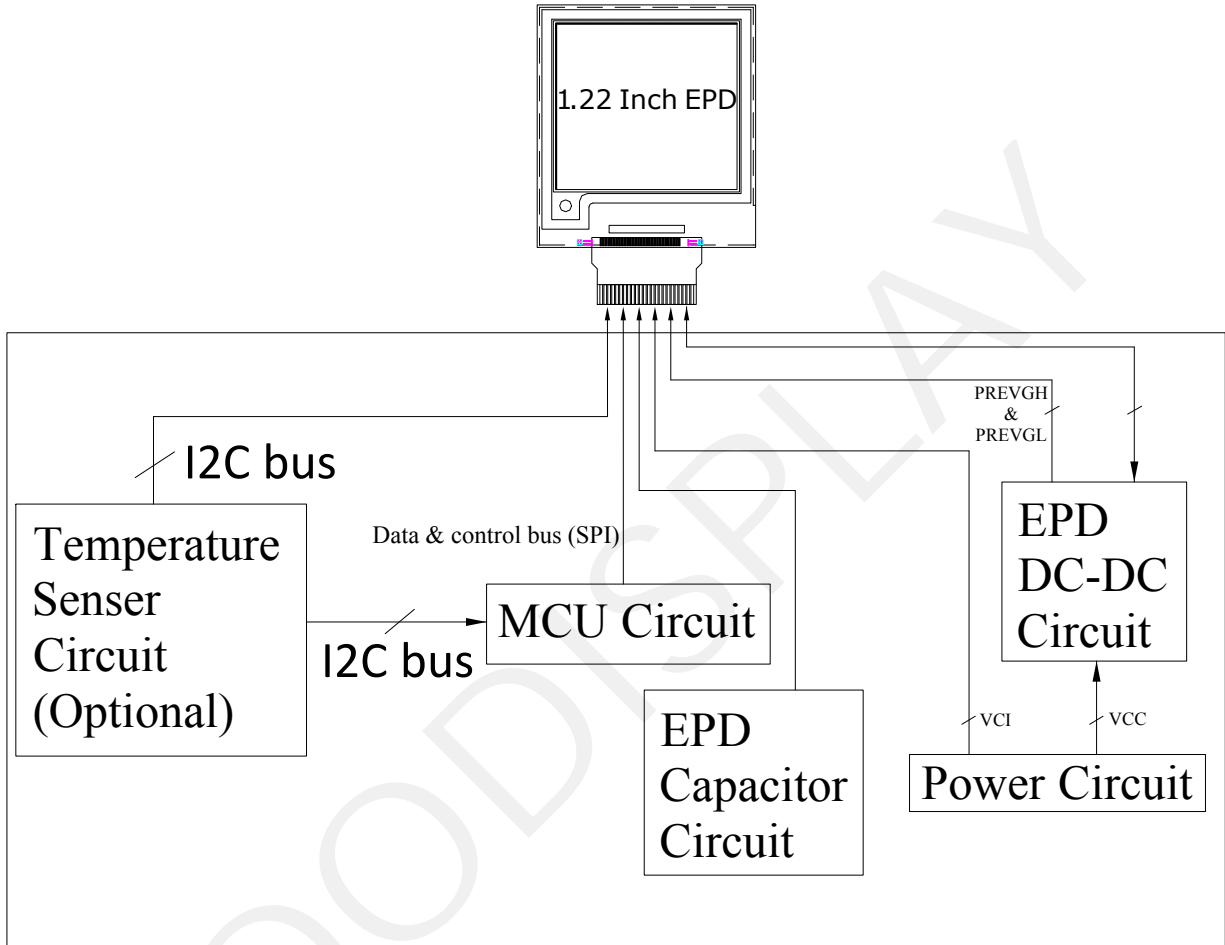 1.22 Inch EPD
PREVGH
&
PREVGL
I2C bus
Temperature
Senser
Circuit
(Optional)
Data & control bus (SPI)
MCU Circuit
I2C bus
EPD
DC-DC
Circuit
EPD
Capacitor
Circuit
VCI
VCC
Power Circuit
OODISPLAY